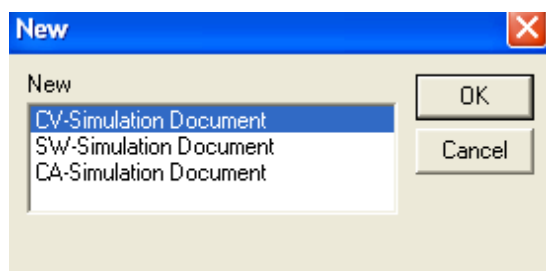 New
New
OK
CV-Simulation Document
SW-Simulation Document
Cancel
CA-Simulation Document